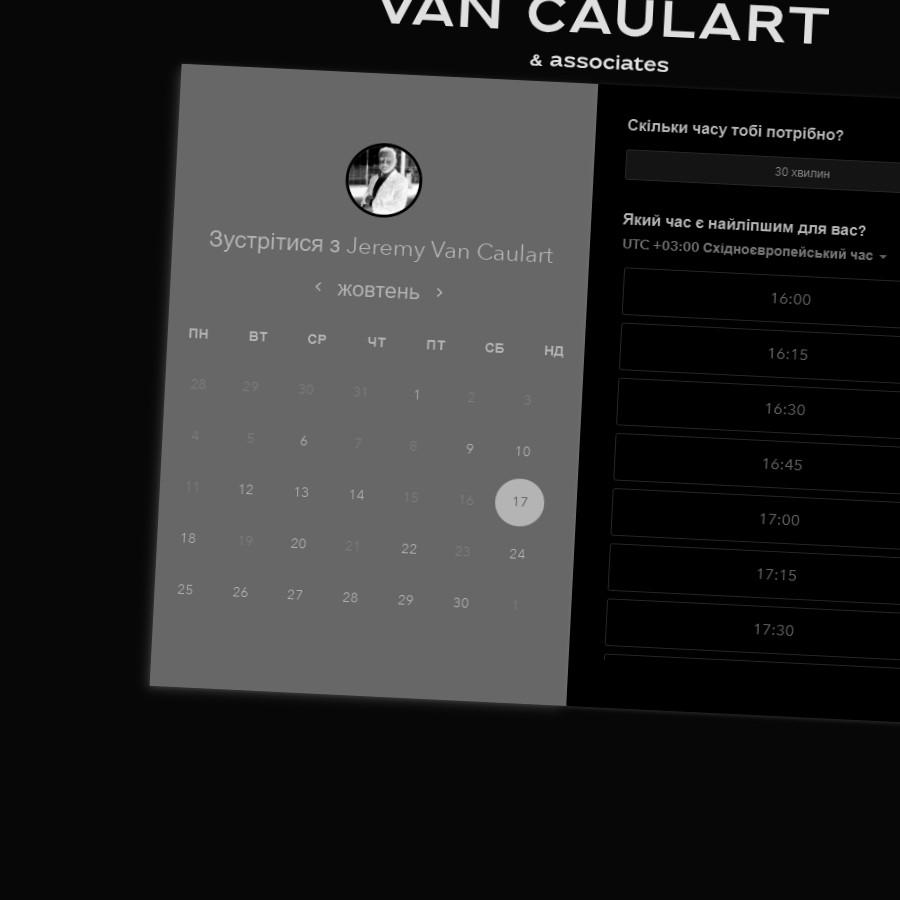 VAN CAULART
& associates
Зустрітися з Jeremy Van Caulart
жовтень
ПН ВТ СР ЧТ ПТ СБ НД
28 29 30 31 1 2 3
4 5 6 7 8 9 10
11 12 13 14 15 16 17
18 19 20 21 22 23 24
25 26 27 28 29 30 1
Скільки часу тобі потрібно?
30 хвилин
Який час є найліпшим для вас?
UTC +03:00 Східноєвропейський час
16:00
16:15
16:30
16:45
17:00
17:15
17:30